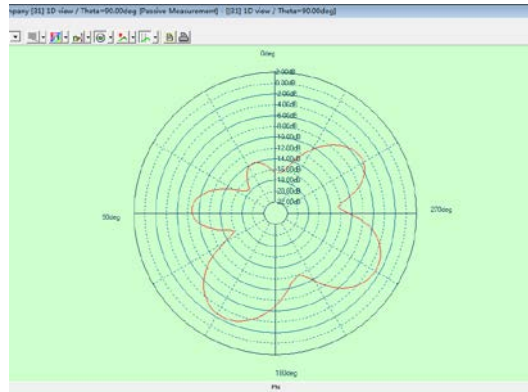 mpany [31] 1D view / Theta=90.00deg [Passive Measurement] - [[31] 1D view / Theta=90.00deg]
0deg
2.00dB
0.00dB
-2.00dB
-4.00dB
-6.00dB
-8.00dB
-10.00dB
-12.00dB
-14.00dB
-16.00dB
-18.00dB
-20.00dB
-22.00dB
90deg
270deg
180deg
Phi